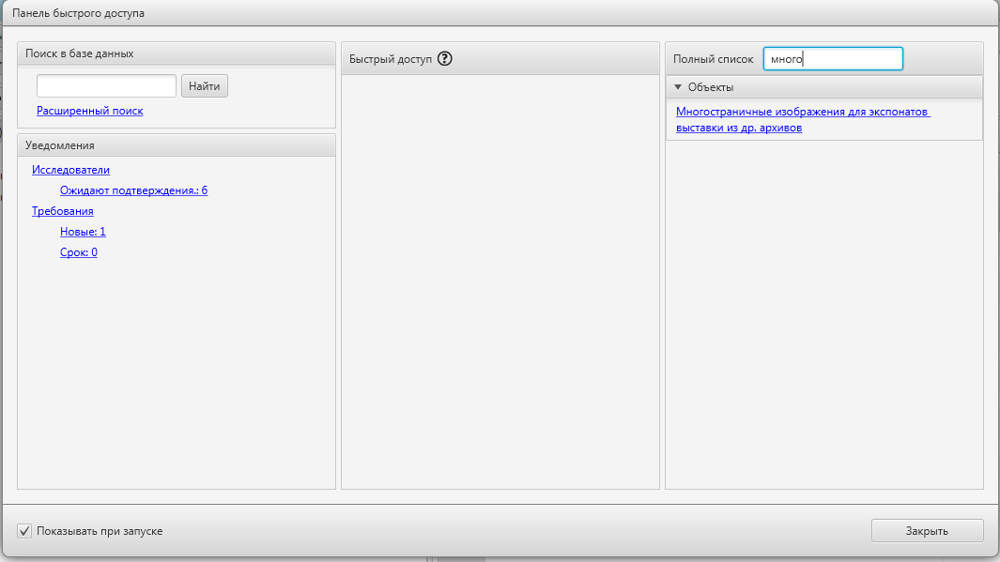 Панель быстрого доступа
Поиск в базе данных
Найти
Расширенный поиск
Уведомления
Исследователи
Ожидают подтверждения.: 6
Требования
Новые: 1
Срок: 0
Быстрый доступ ?
Полный список много
Объекты
Многостраничные изображения для экспонатов
выставки из др. архивов
Показывать при запуске
Закрыть